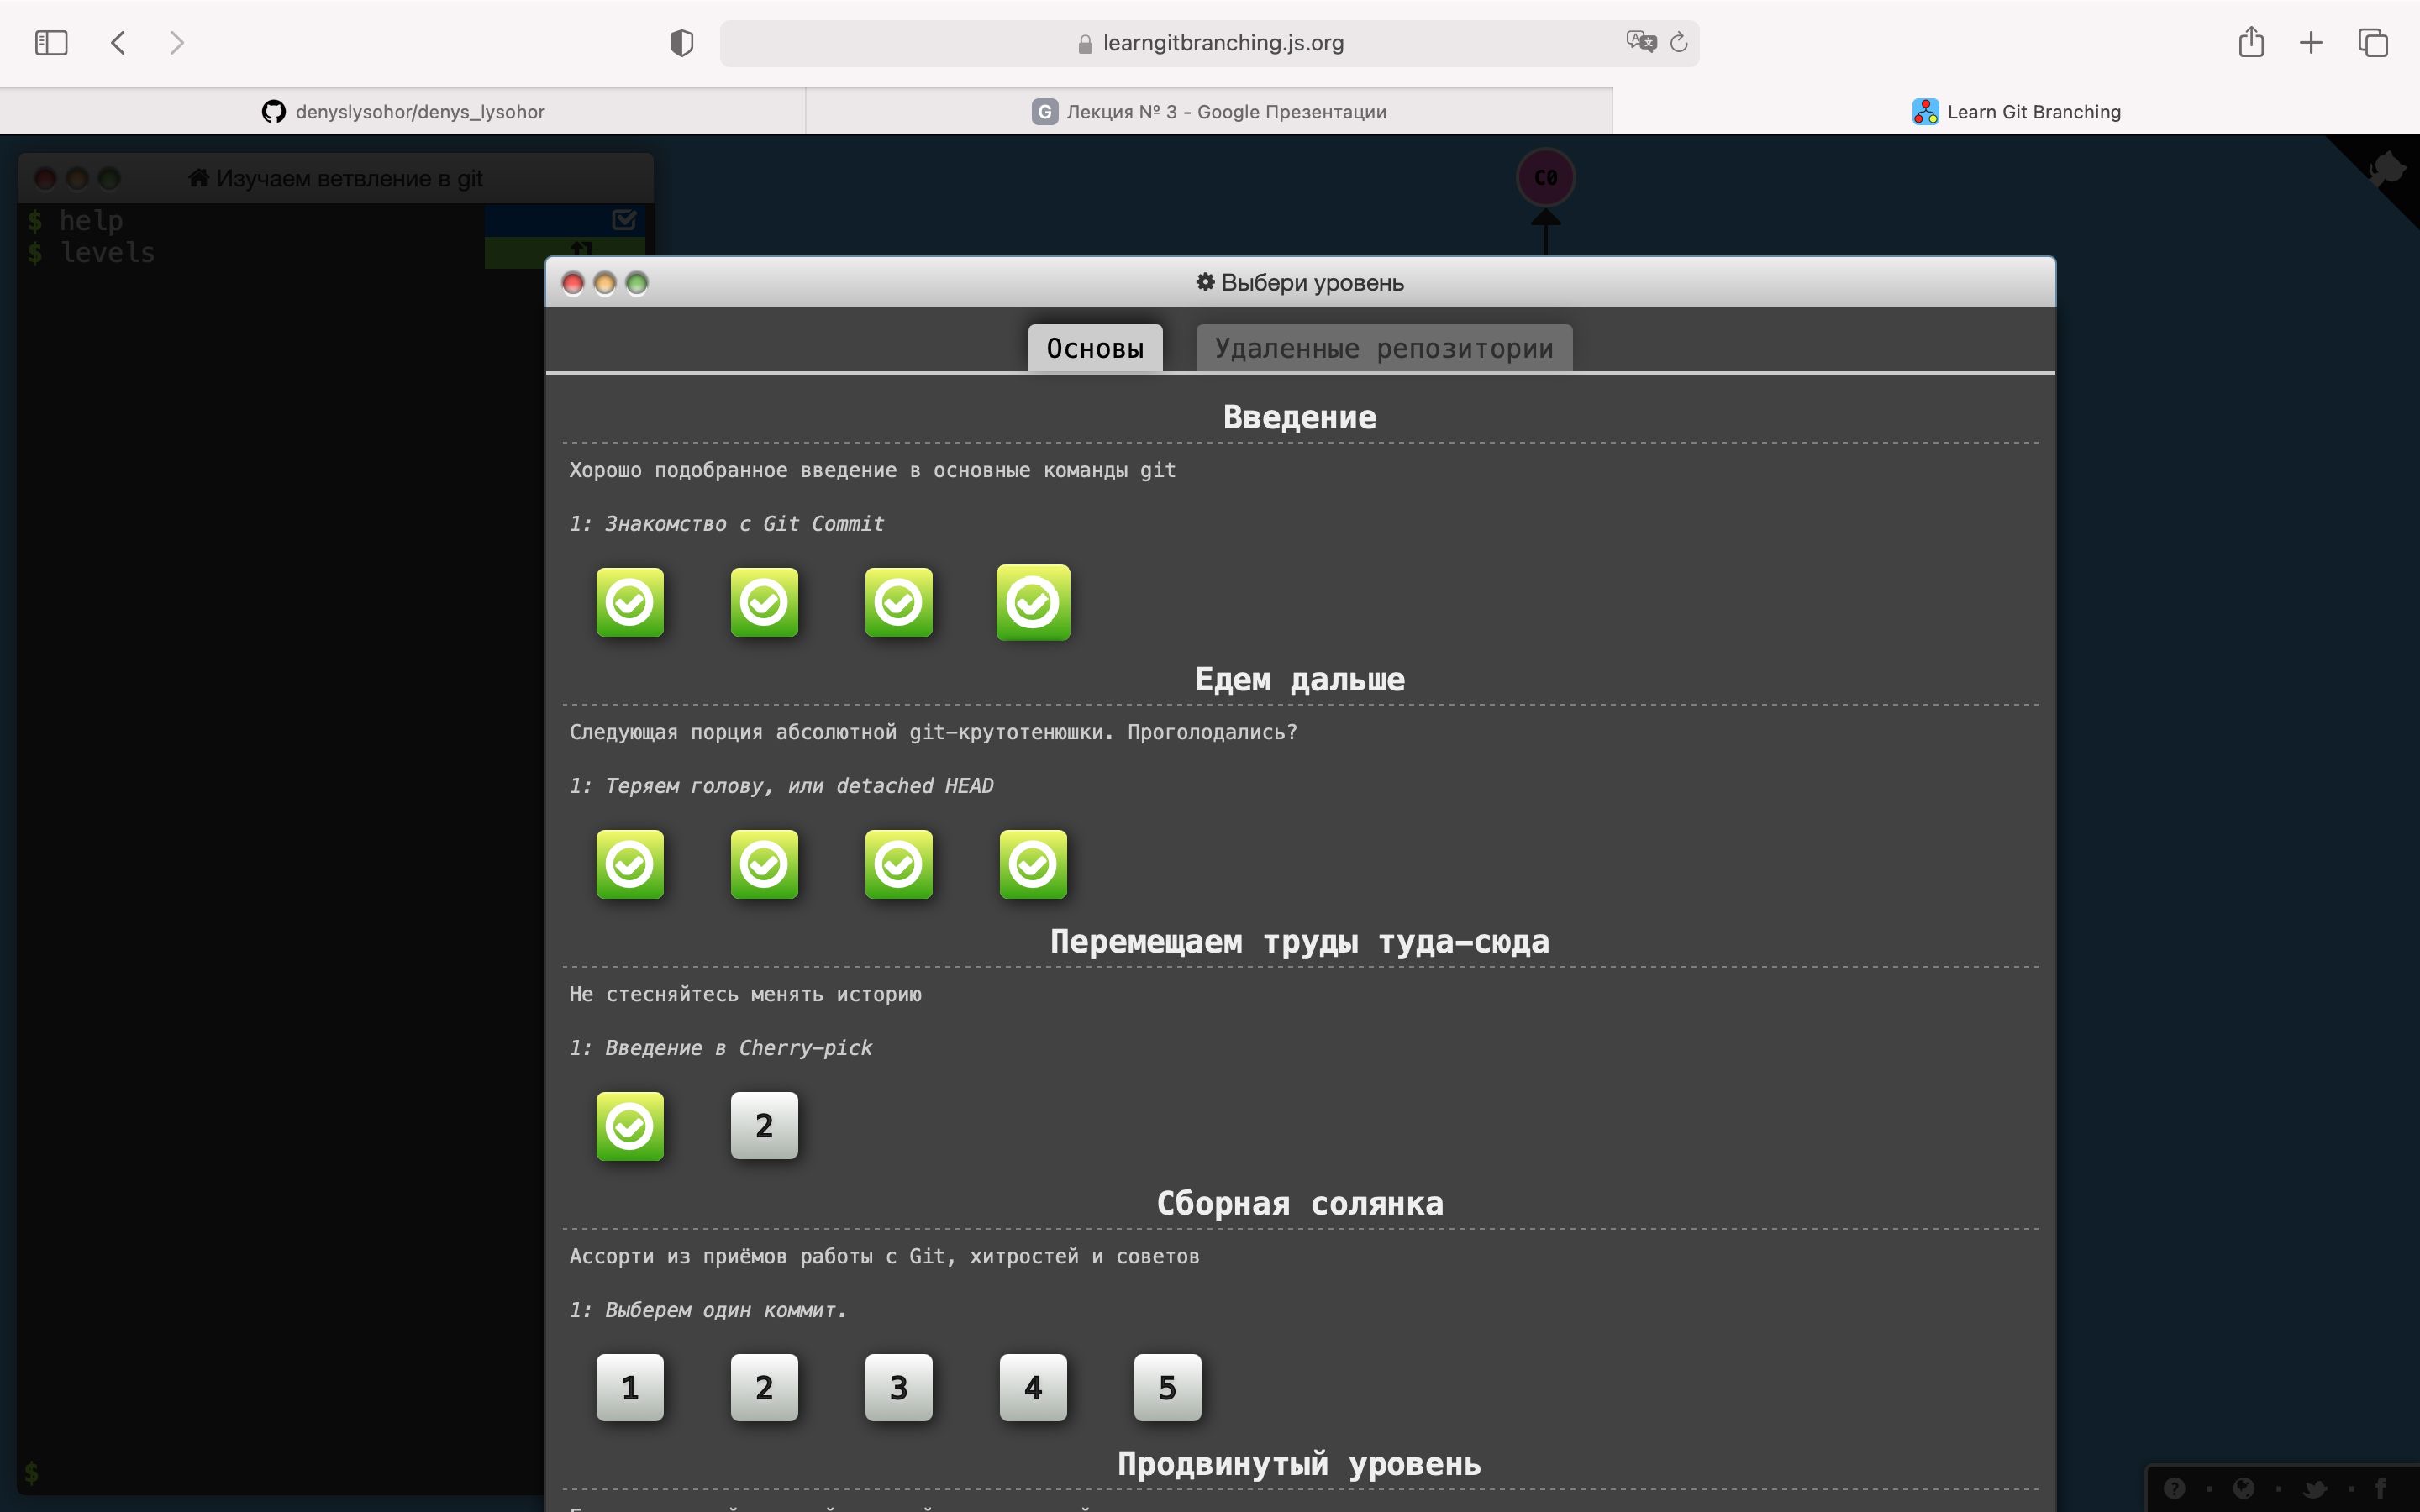 learngitbranching.js.org
denyslysohor/denys_lysohor
G Лекция № 3 - Google Презентации
Learn Git Branching
Изучаем ветвление в git
$ help
$ levels
C0
Выбери уровень
Основы Удаленные репозитории
Введение
Хорошо подобранное введение в основные команды git
1: Знакомство с Git Commit
Едем дальше
Следующая порция абсолютной git-крутотенюшки. Проголодались?
1: Теряем голову, или detached HEAD
Перемещаем труды туда-сюда
Не стесняйтесь менять историю
1: Введение в Cherry-pick
2
Сборная солянка
Ассорти из приёмов работы с Git, хитростей и советов
1: Выберем один коммит.
1 2 3 4 5
Продвинутый уровень
$